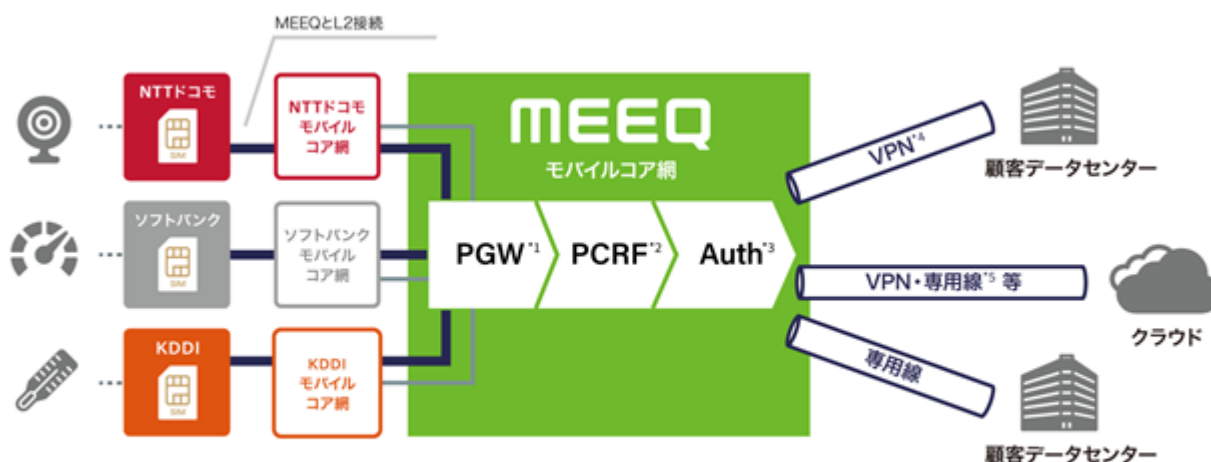 MEEQとL2接続
NTTドコモ
SIM
NTTドコモ
モバイル
コア網
ソフトバンク
SIM
ソフトバンク
モバイル
コア網
KDDI
SIM
KDDI
モバイル
コア網
MEEQ
モバイルコア網
PGW*1
PCRF*2
Auth*3
VPN*4
顧客データセンター
VPN・専用線*5 等
クラウド
専用線
顧客データセンター